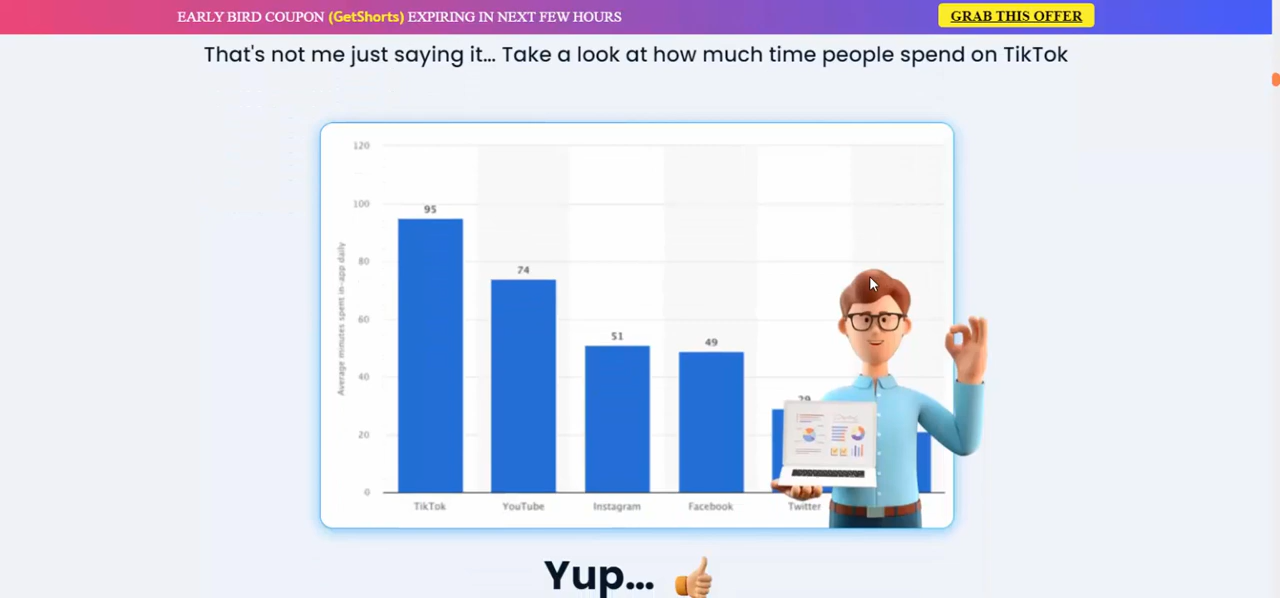 EARLY BIRD COUPON (GetShorts) EXPIRING IN NEXT FEW HOURS
GRAB THIS OFFER
That's not me just saying it... Take a look at how much time people spend on TikTok
120
100
80
60
40
20
0
Average minutes spent in-app daily
95
74
51
49
29
TikTok
YouTube
Instagram
Facebook
Twitter
Yup...